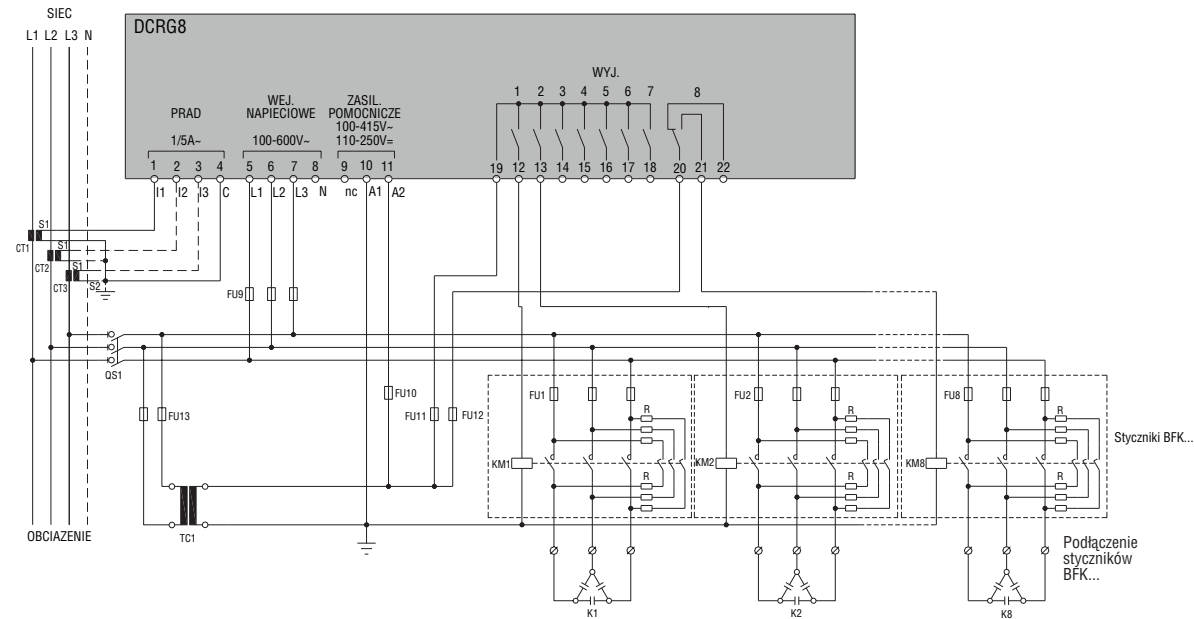 SIEC
L1 L2 L3 N
DCRG8
WYJ.
PRAD
1/5A~
WEJ.
NAPIECIOWE
100-600V~
ZASIL.
POMOCNICZE
100-415V~
110-250V=
1 2 3 4 5 6 7 8
1 2 3 4 5 6 7 8 9 10 11
19 12 13 14 15 16 17 18 20 21 22
I1 I2 I3 C L1 L2 L3 N nc A1 A2
S1
CT1
S1
CT2
S1
CT3
S2
FU9
QS1
FU10
FU13
FU11
FU12
FU1
FU2
FU8
R
R
R
Styczniki BFK...
KM1
KM2
KM8
R
R
R
TC1
OBCIAZENIE
Podłączenie
styczników
BFK...
K1
K2
K8